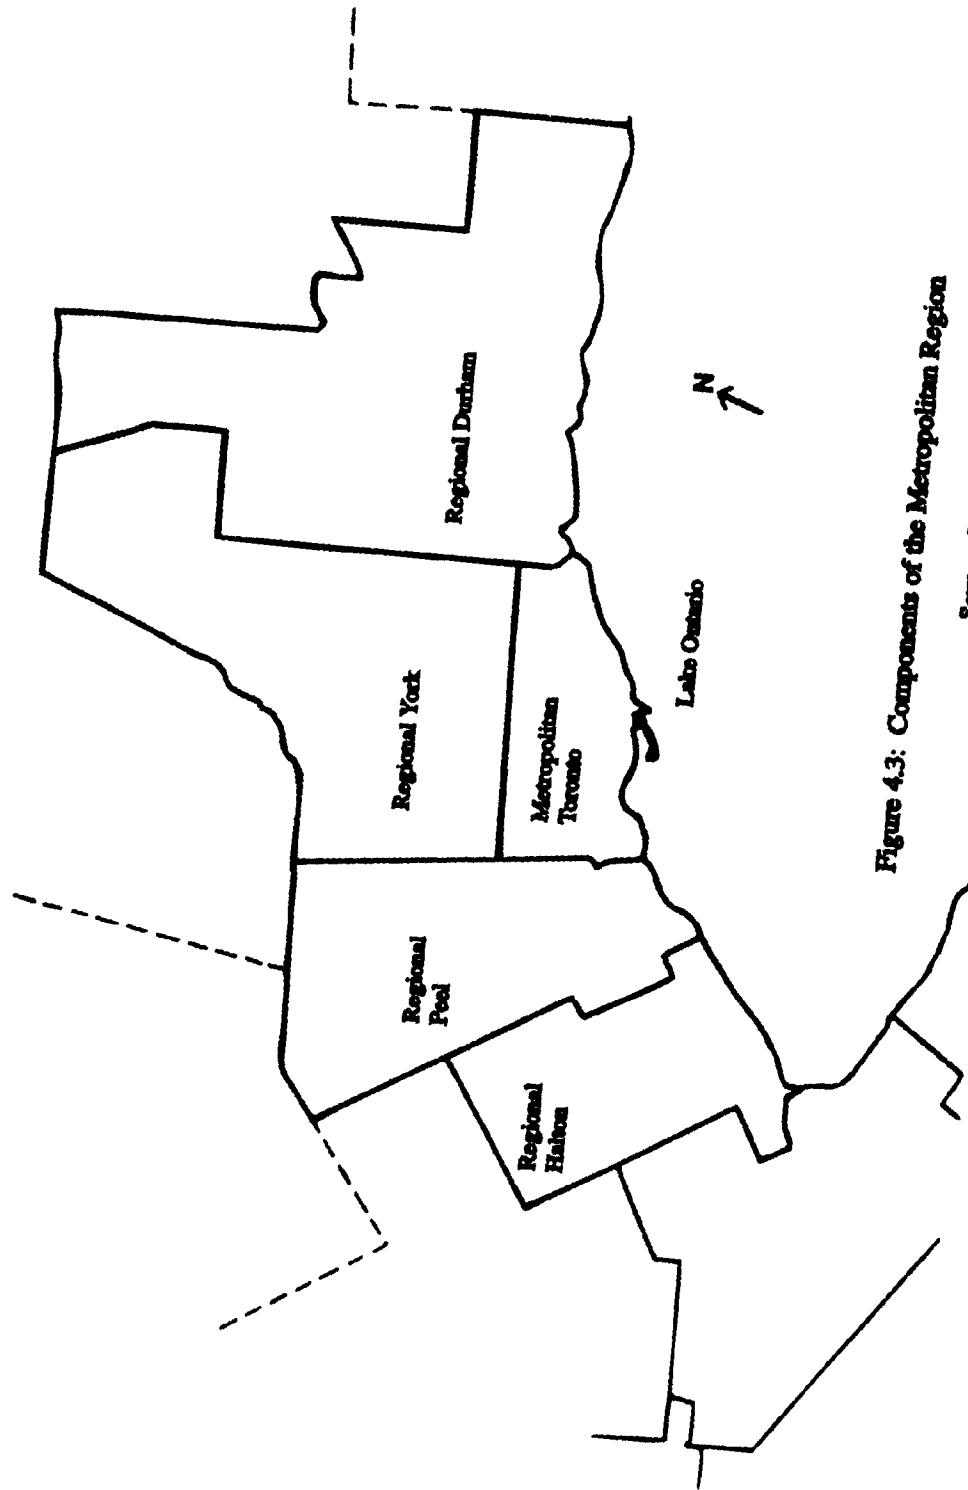 Regional Durham
Regional York
Metropolitan
Toronto
Regional
Peel
Regional
Halton
Lake Ontario
N
Figure 4.3: Components of the Metropolitan Region